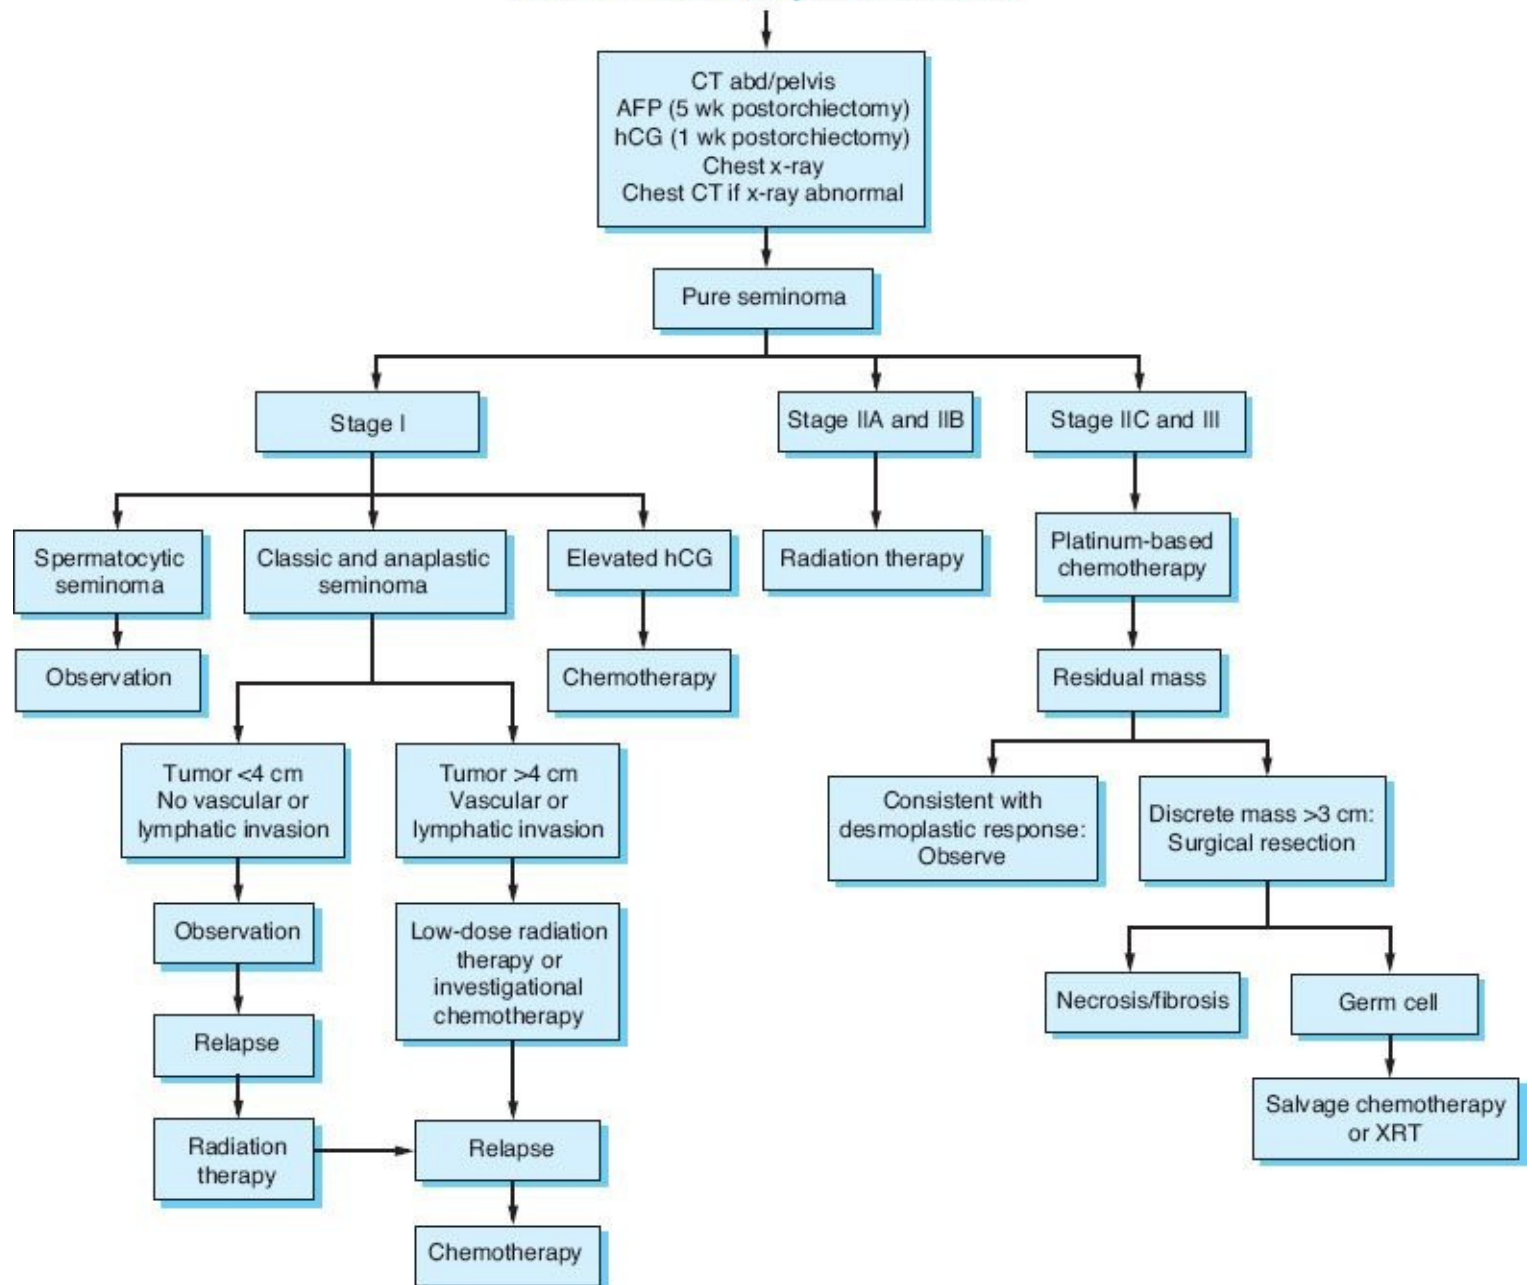 CT abd/pelvis
AFP (5 wk postorchiectomy)
hCG (1 wk postorchiectomy)
Chest x-ray
Chest CT if x-ray abnormal
Pure seminoma
Stage I
Stage IIA and IIB
Stage IIC and III
Spermatocytic
seminoma
Classic and anaplastic
seminoma
Elevated hCG
Radiation therapy
Platinum-based
chemotherapy
Observation
Chemotherapy
Residual mass
Tumor <4 cm
No vascular or
lymphatic invasion
Tumor >4 cm
Vascular or
lymphatic invasion
Consistent with
desmoplastic response:
Observe
Discrete mass >3 cm:
Surgical resection
Observation
Low-dose radiation
therapy or
investigational
chemotherapy
Necrosis/fibrosis
Germ cell
Relapse
Salvage chemotherapy
or XRT
Radiation
therapy
Relapse
Chemotherapy